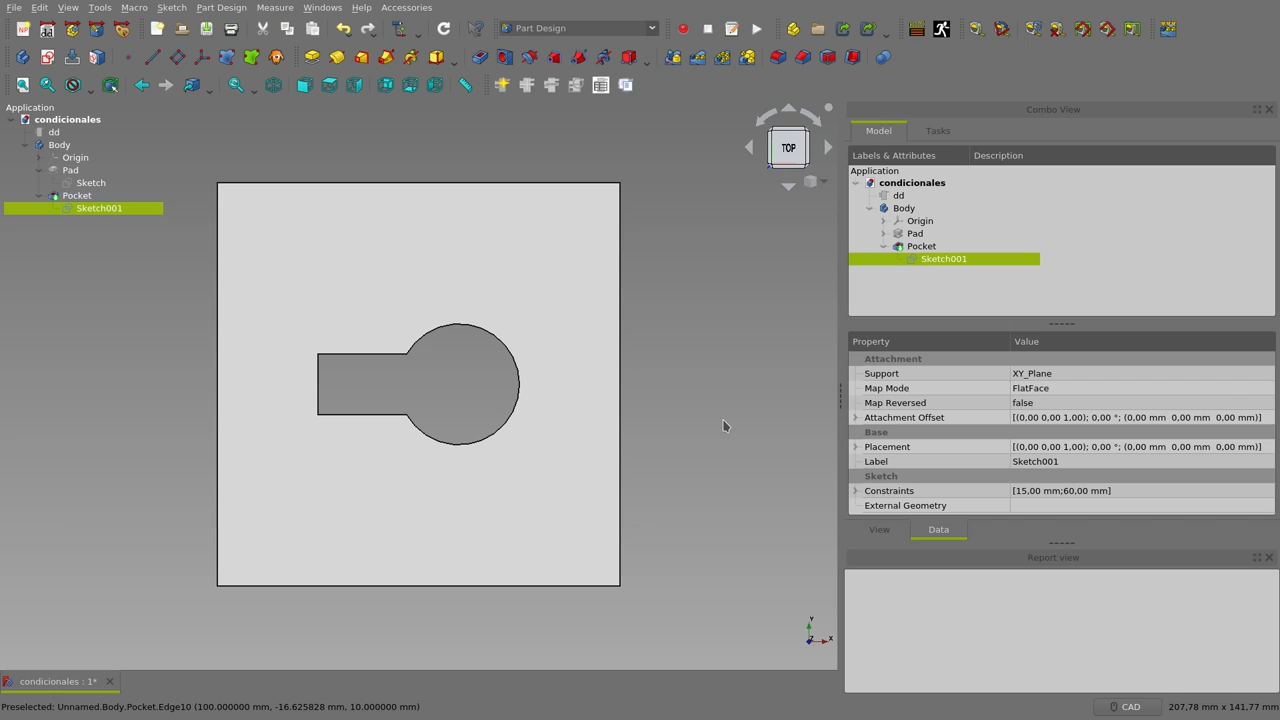 File Edit View Tools Macro Sketch Part Design Measure Windows Help Accessories
Part Design
Application
condicionales
dd
Body
Origin
Pad
Sketch
Pocket
Sketch001
TOP
Y
Z X
condicionales : 1*
Combo View
Model Tasks
Labels & Attributes Description
Application
condicionales
dd
Body
Origin
Pad
Pocket
Sketch001
Property Value
Attachment
Support XY_Plane
Map Mode FlatFace
Map Reversed false
Attachment Offset [(0,00 0,00 1,00); 0,00 °; (0,00 mm 0,00 mm 0,00 mm)]
Base
Placement [(0,00 0,00 1,00); 0,00 °; (0,00 mm 0,00 mm 0,00 mm)]
Label Sketch001
Sketch
Constraints [15,00 mm;60,00 mm]
External Geometry
View Data
Report view
Preselected: Unnamed.Body.Pocket.Edge10 (100.000000 mm, -16.625828 mm, 10.000000 mm)
CAD 207,78 mm x 141,77 mm